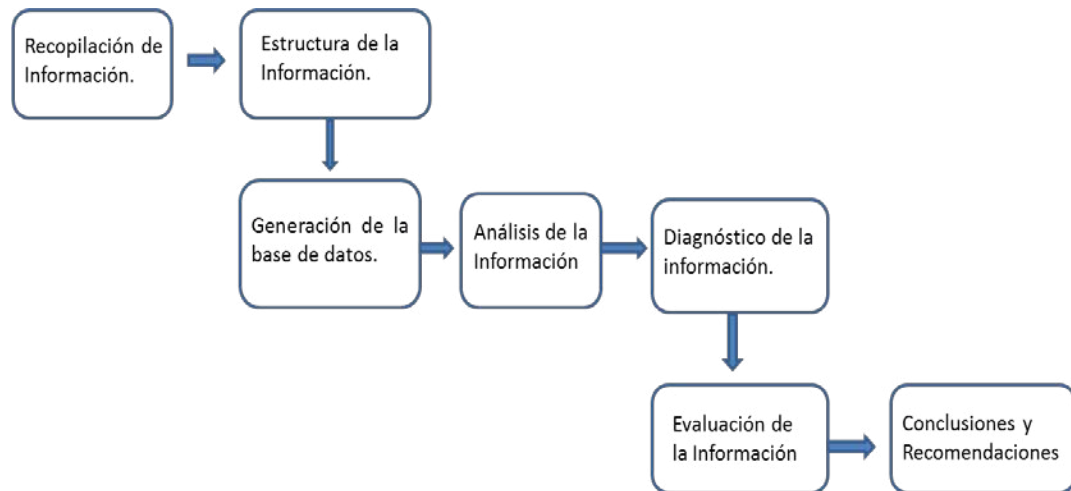 Recopilación de
Información.
Estructura de la
Información.
Generación de la
base de datos.
Análisis de la
Información
Diagnóstico de la
información.
Evaluación de
la Información
Conclusiones y
Recomendaciones